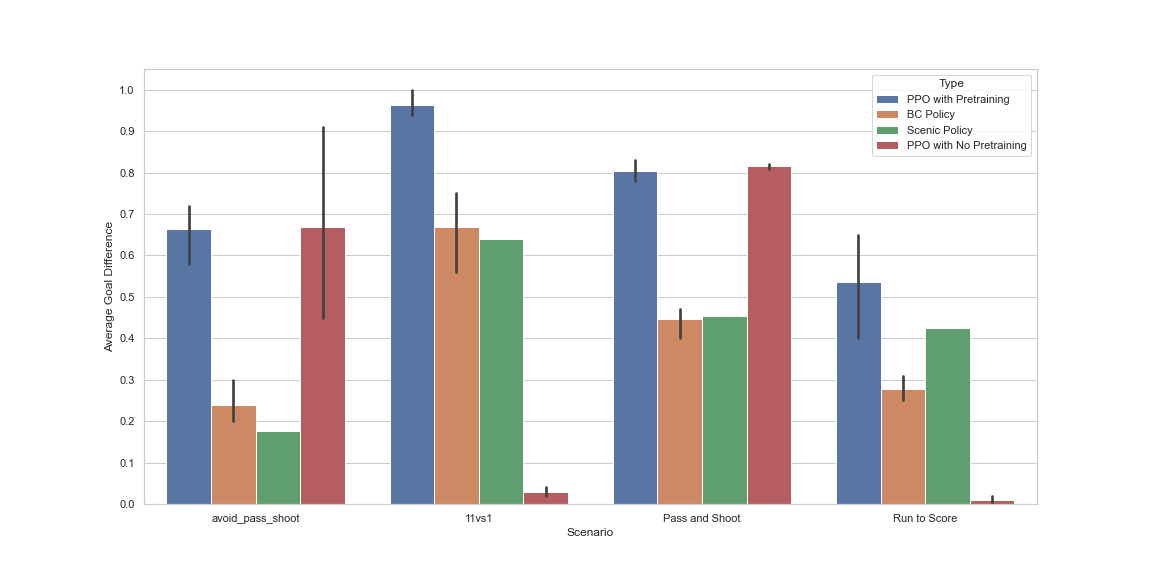 Type
PPO with Pretraining
BC Policy
Scenic Policy
PPO with No Pretraining
Average Goal Difference
1.0
0.9
0.8
0.7
0.6
0.5
0.4
0.3
0.2
0.1
0.0
avoid_pass_shoot
11vs1
Pass and Shoot
Run to Score
Scenario